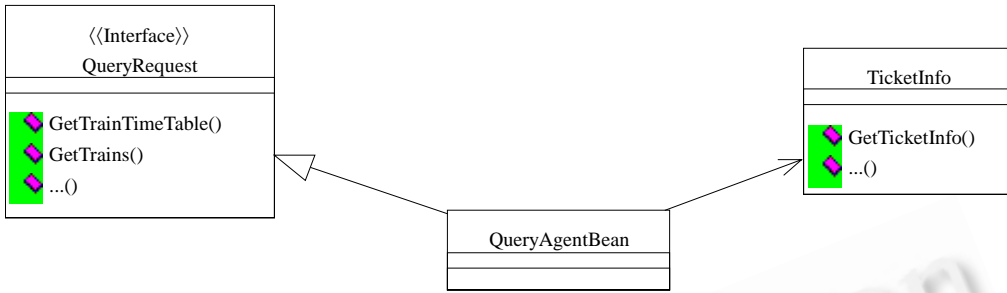 ⟨⟨Interface⟩⟩
QueryRequest
GetTrainTimeTable()
GetTrains()
...()
TicketInfo
GetTicketInfo()
...()
QueryAgentBean